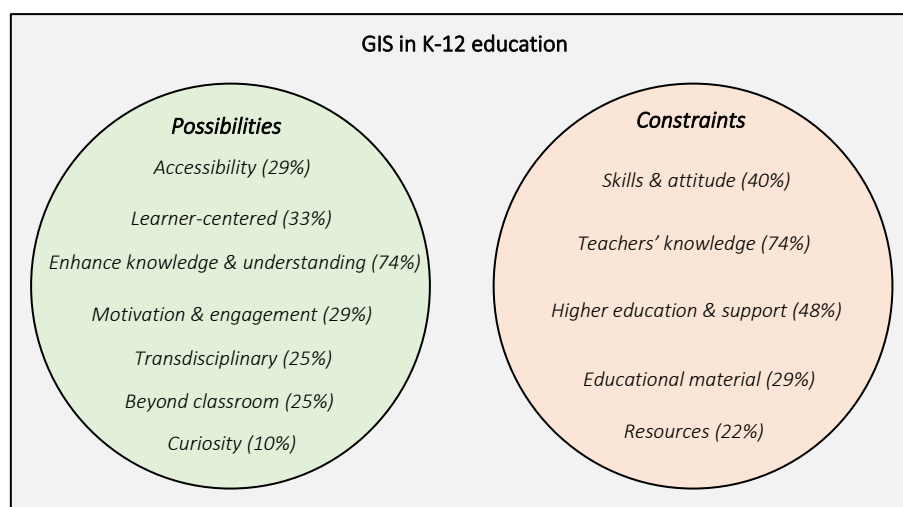 GIS in K-12 education
Possibilities
Accessibility (29%)
Learner-centered (33%)
Enhance knowledge & understanding (74%)
Motivation & engagement (29%)
Transdisciplinary (25%)
Beyond classroom (25%)
Curiosity (10%)
Constraints
Skills & attitude (40%)
Teachers’ knowledge (74%)
Higher education & support (48%)
Educational material (29%)
Resources (22%)